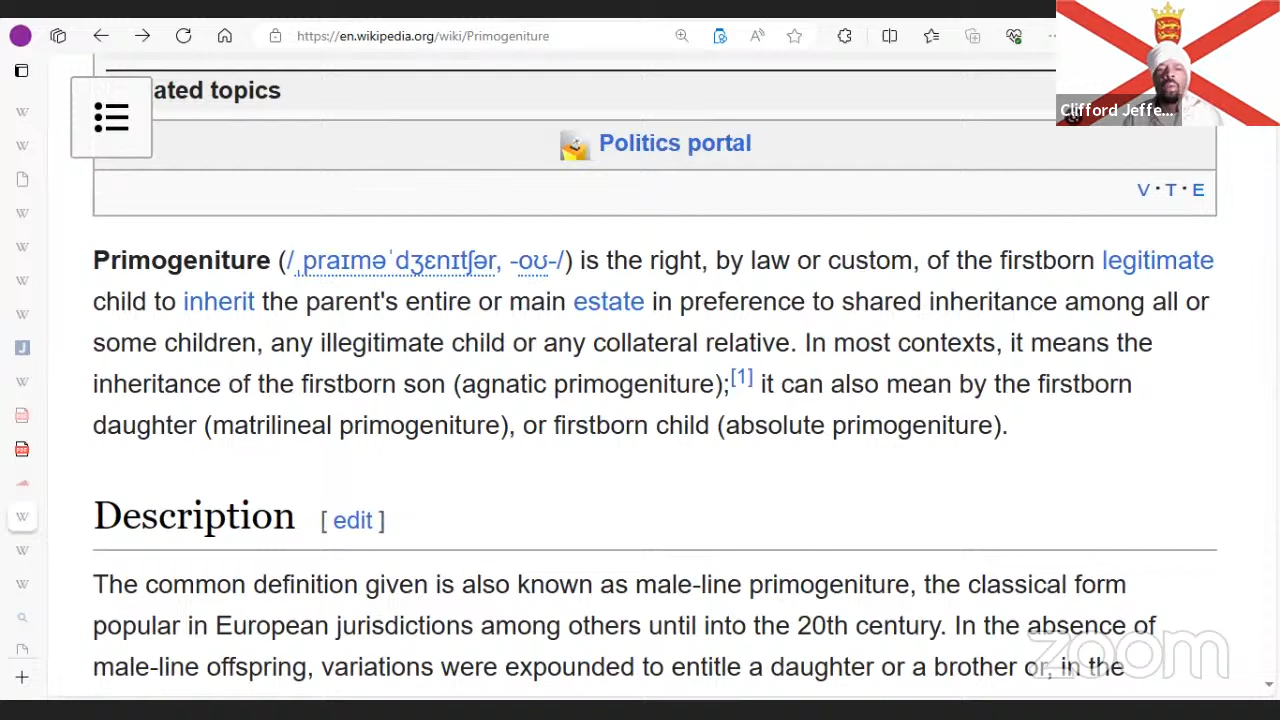 https://en.wikipedia.org/wiki/Primogeniture
Clifford Jeffe...
ated topics
Politics portal
V · T · E
Primogeniture (/ˌpraɪməˈdʒɛnɪtʃər, -oʊ-/) is the right, by law or custom, of the firstborn legitimate
child to inherit the parent's entire or main estate in preference to shared inheritance among all or
some children, any illegitimate child or any collateral relative. In most contexts, it means the
inheritance of the firstborn son (agnatic primogeniture);[1] it can also mean by the firstborn
daughter (matrilineal primogeniture), or firstborn child (absolute primogeniture).
Description [ edit ]
The common definition given is also known as male-line primogeniture, the classical form
popular in European jurisdictions among others until into the 20th century. In the absence of
male-line offspring, variations were expounded to entitle a daughter or a brother or, in the
zoom